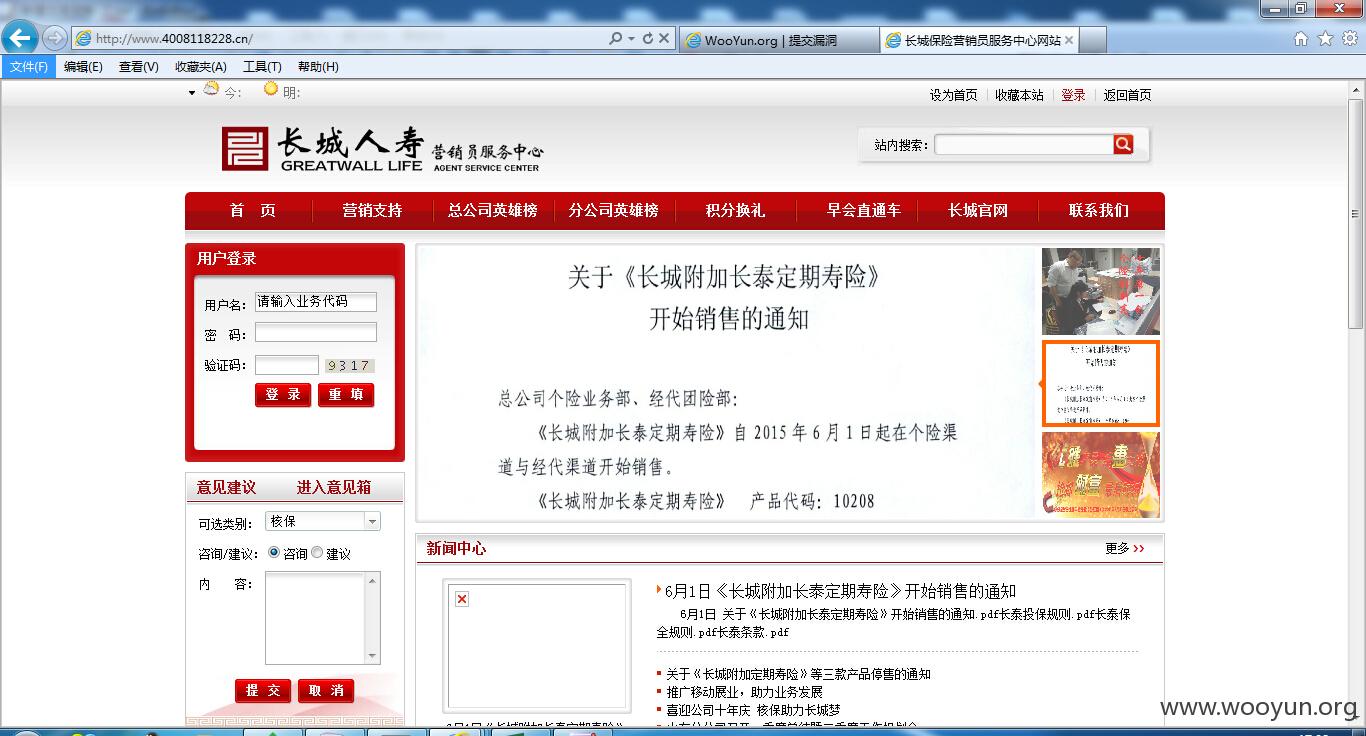 http://www.4008118228.cn/
WooYun.org | 提交漏洞
长城保险营销员服务中心网站
文件(F) 编辑(E) 查看(V) 收藏夹(A) 工具(T) 帮助(H)
今: 明:
设为首页 收藏本站 登录 返回首页
长城人寿 营销员服务中心
GREATWALL LIFE AGENT SERVICE CENTER
站内搜索：
首 页 营销支持 总公司英雄榜 分公司英雄榜 积分换礼 早会直通车 长城官网 联系我们
用户登录
用户名： 请输入业务代码
密 码：
验证码： 9317
登 录 重 填
关于《长城附加长泰定期寿险》
开始销售的通知
总公司个险业务部、经代团险部：
《长城附加长泰定期寿险》自 2015 年 6 月 1 日起在个险渠
道与经代渠道开始销售。
《长城附加长泰定期寿险》 产品代码：10208
意见建议 进入意见箱
可选类别： 核保
咨询/建议： 咨询 建议
内 容：
提 交 取 消
新闻中心 更多 >>
6月1日《长城附加长泰定期寿险》开始销售的通知
6月1日 关于《长城附加长泰定期寿险》开始销售的通知.pdf长泰投保规则.pdf长泰保
全规则.pdf长泰条款.pdf
关于《长城附加定期寿险》等三款产品停售的通知
推广移动展业，助力业务发展
喜迎公司十年庆 核保助力长城梦
www.wooyun.org